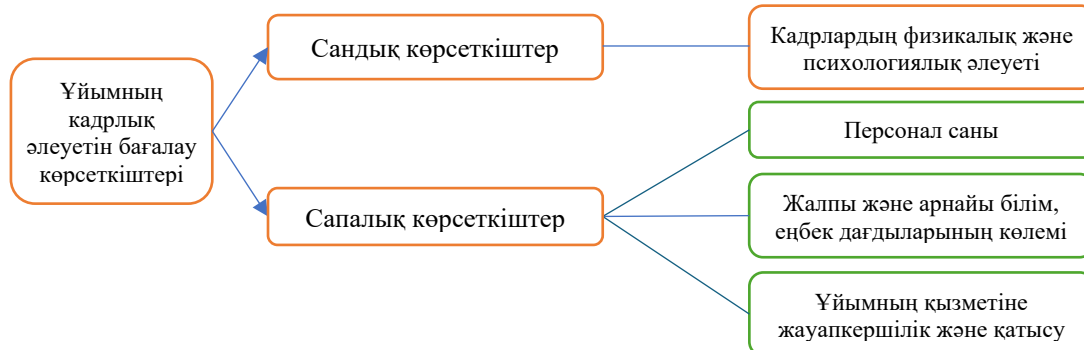 Ұйымның
кадрлық
әлеуетін бағалау
көрсеткіштері
Сандық көрсеткіштер
Кадрлардың физикалық және
психологиялық әлеуеті
Сапалық көрсеткіштер
Персонал саны
Жалпы және арнайы білім,
еңбек дағдыларының көлемі
Ұйымның қызметіне
жауапкершілік және қатысу